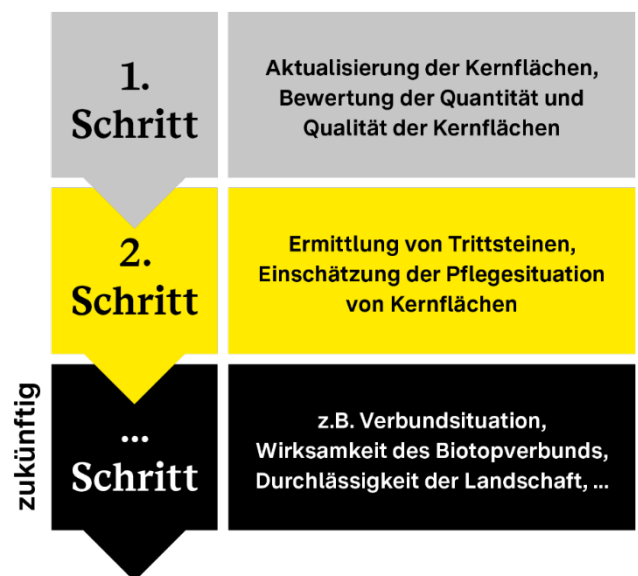 1.
Schritt
Aktualisierung der Kernflächen,
Bewertung der Quantität und
Qualität der Kernflächen
2.
Schritt
Ermittlung von Trittsteinen,
Einschätzung der Pflegesituation
von Kernflächen
zukünftig
...
Schritt
z.B. Verbundsituation,
Wirksamkeit des Biotopverbunds,
Durchlässigkeit der Landschaft, ...